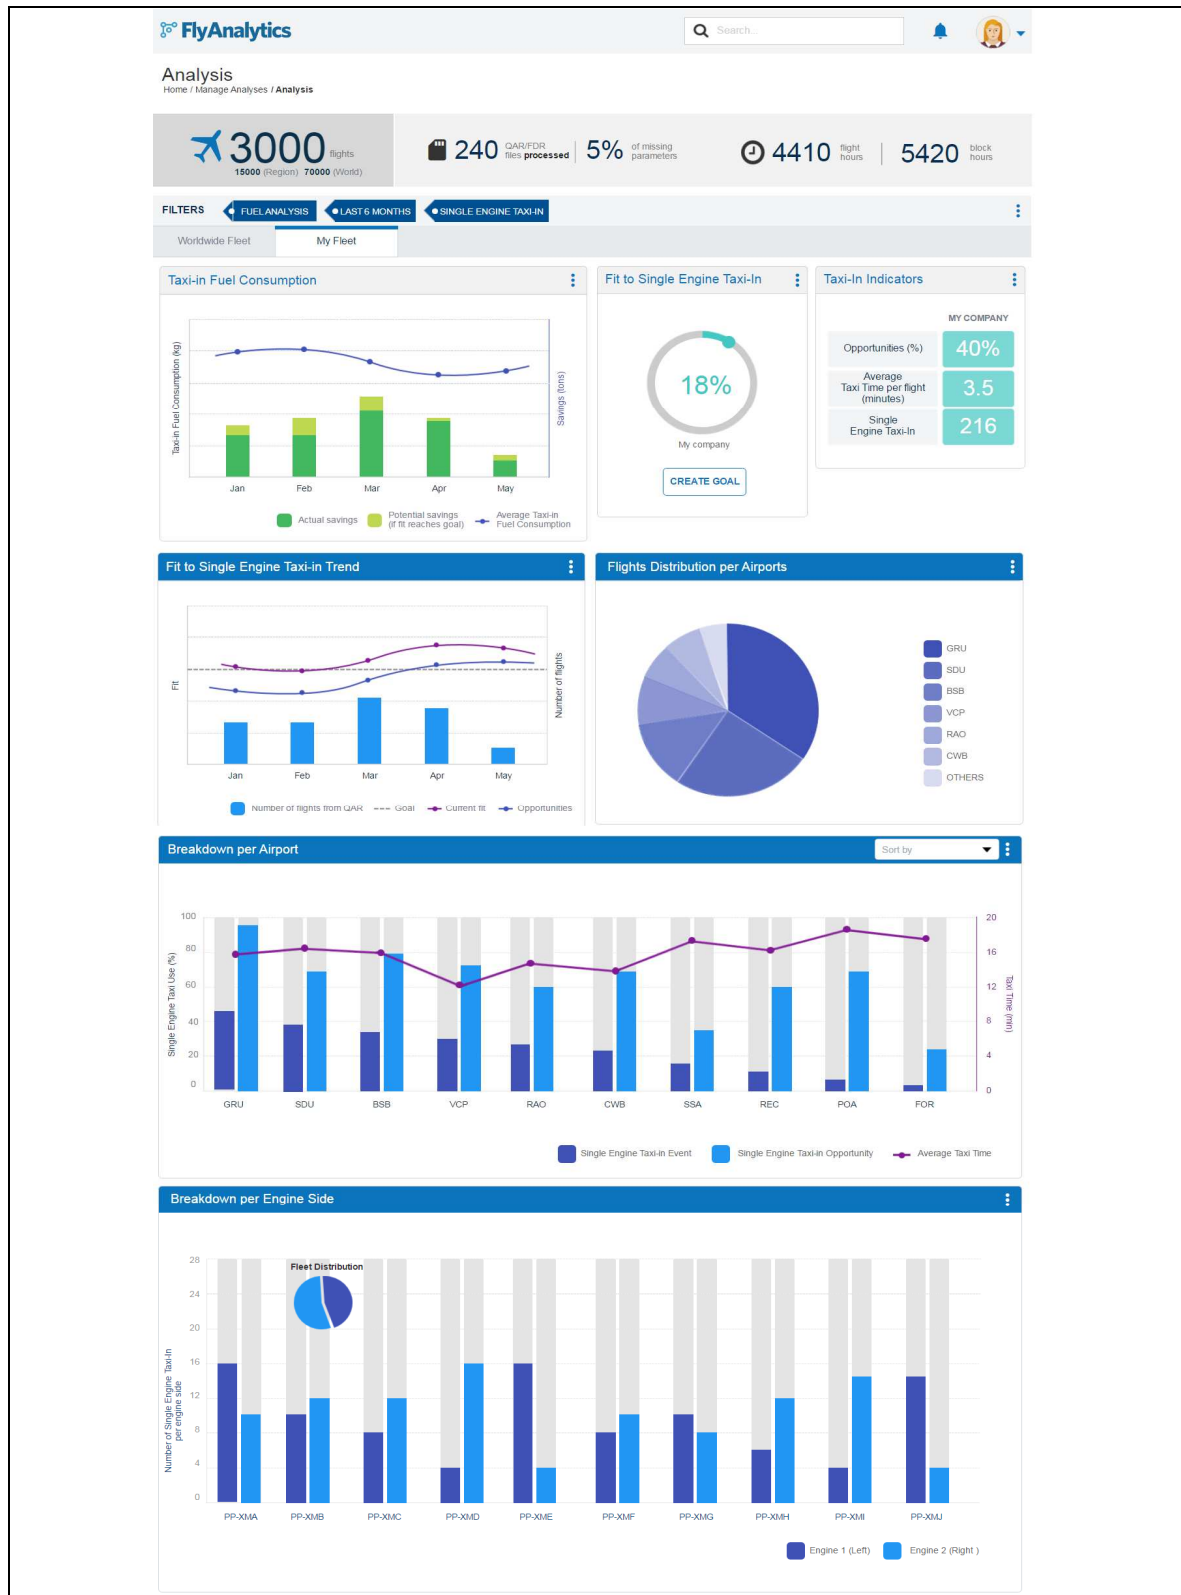 FlyAnalytics
Search...
Analysis
Home / Manage Analyses / Analysis
3000 flights
15000 (Region) 70000 (World)
240 QAR/FDR files processed
5% of missing parameters
4410 flight hours
5420 block hours
FILTERS
FUEL ANALYSIS
LAST 6 MONTHS
SINGLE ENGINE TAXI-IN
Worldwide Fleet
My Fleet
Taxi-in Fuel Consumption
Taxi-in Fuel Consumption (kg)
Savings (tons)
Jan Feb Mar Apr May
Actual savings
Potential savings
(if fit reaches goal)
Average Taxi-in
Fuel Consumption
Fit to Single Engine Taxi-In
18%
My company
CREATE GOAL
Taxi-In Indicators
MY COMPANY
Opportunities (%) 40%
Average
Taxi Time per flight
(minutes)
3.5
Single
Engine Taxi-In
216
Fit to Single Engine Taxi-in Trend
Fit
Number of flights
Jan Feb Mar Apr May
Number of flights from QAR Goal Current fit Opportunities
Flights Distribution per Airports
GRU
SDU
BSB
VCP
RAO
CWB
OTHERS
Breakdown per Airport
Sort by
Single Engine Taxi Use (%)
100
80
60
40
20
0
20
16
12
8
4
0
Taxi Time (min)
GRU SDU BSB VCP RAO CWB SSA REC POA FOR
Single Engine Taxi-in Event Single Engine Taxi-in Opportunity Average Taxi Time
Breakdown per Engine Side
Number of Single Engine Taxi-In
per engine side
28
24
20
16
12
8
4
0
Fleet Distribution
PP-XMA PP-XMB PP-XMC PP-XMD PP-XME PP-XMF PP-XMG PP-XMH PP-XMI PP-XMJ
Engine 1 (Left) Engine 2 (Right )